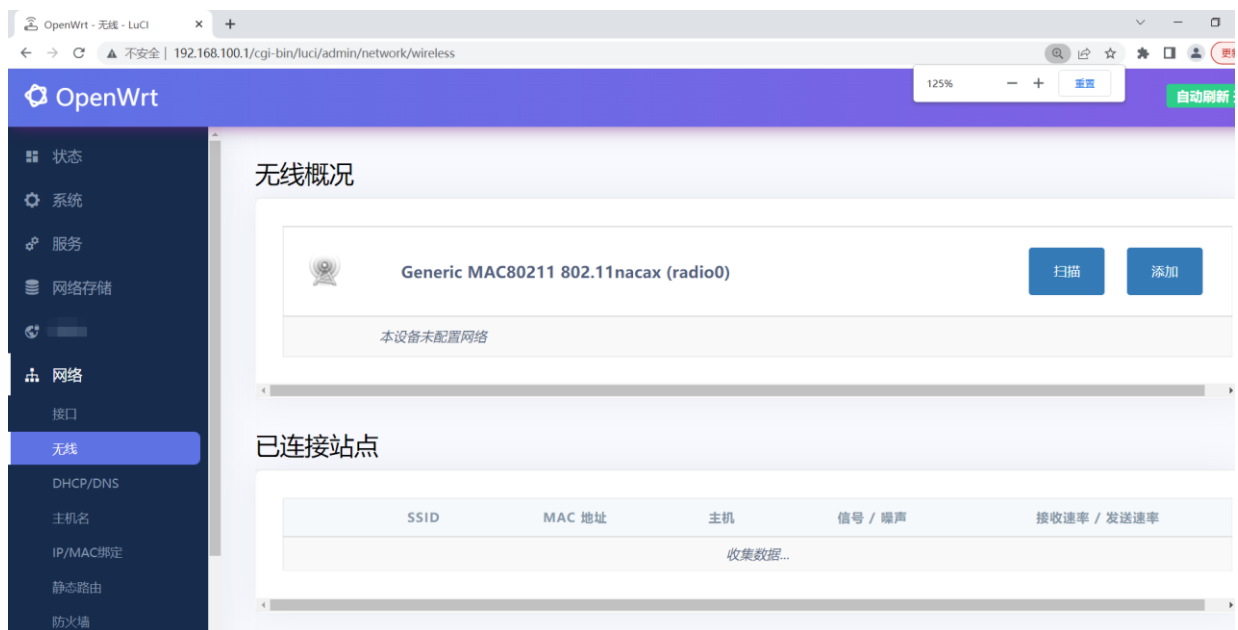 OpenWrt - 无线 - LuCI
不安全 | 192.168.100.1/cgi-bin/luci/admin/network/wireless
125%
重置
OpenWrt
自动刷新
状态
系统
服务
网络存储
网络
接口
无线
DHCP/DNS
主机名
IP/MAC绑定
静态路由
防火墙
无线概况
Generic MAC80211 802.11nacax (radio0)
扫描
添加
本设备未配置网络
已连接站点
SSID MAC 地址 主机 信号 / 噪声 接收速率 / 发送速率
收集数据...